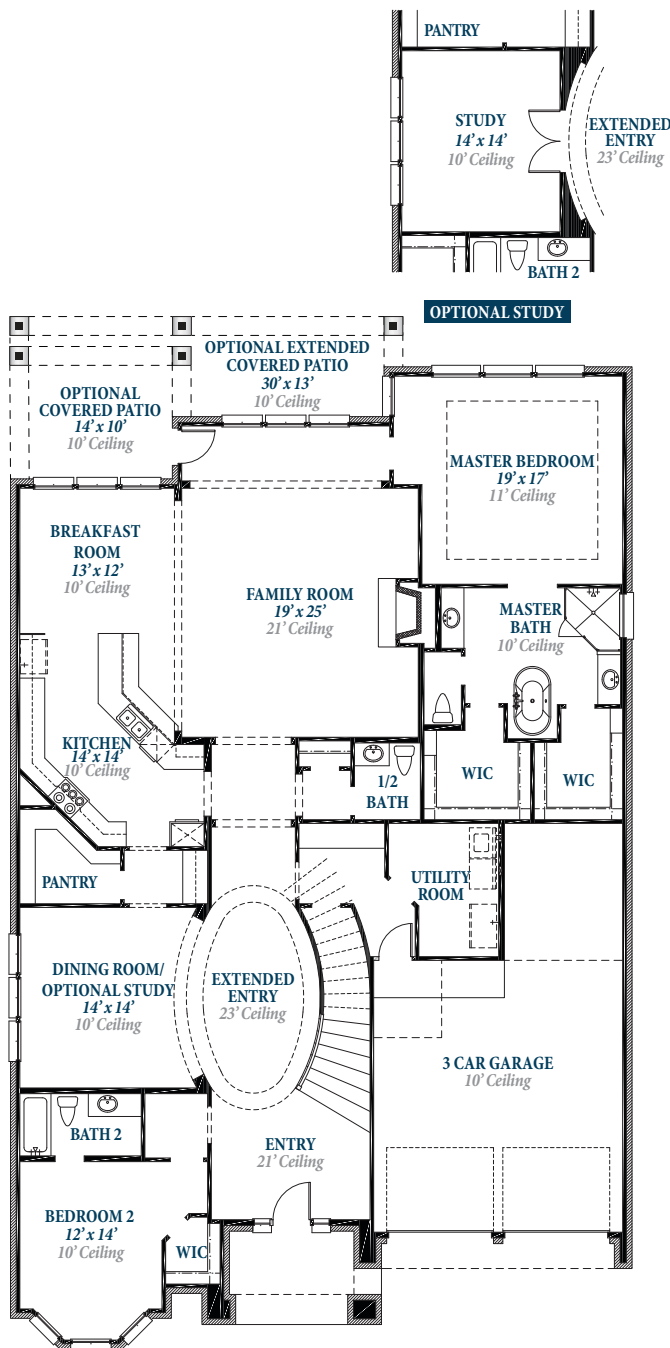 PANTRY
STUDY
14’ x 14’
10’ Ceiling
EXTENDED
ENTRY
23’ Ceiling
BATH 2
OPTIONAL STUDY
OPTIONAL EXTENDED
COVERED PATIO
30’ x 13’
10’ Ceiling
OPTIONAL
COVERED PATIO
14’ x 10’
10’ Ceiling
MASTER BEDROOM
19’ x 17’
11’ Ceiling
BREAKFAST
ROOM
13’ x 12’
10’ Ceiling
FAMILY ROOM
19’ x 25’
21’ Ceiling
MASTER
BATH
10’ Ceiling
KITCHEN
14’ x 14’
10’ Ceiling
WIC
WIC
1/2
BATH
PANTRY
UTILITY
ROOM
DINING ROOM/
OPTIONAL STUDY
14’ x 14’
10’ Ceiling
EXTENDED
ENTRY
23’ Ceiling
3 CAR GARAGE
10’ Ceiling
BATH 2
ENTRY
21’ Ceiling
BEDROOM 2
12’ x 14’
10’ Ceiling
WIC